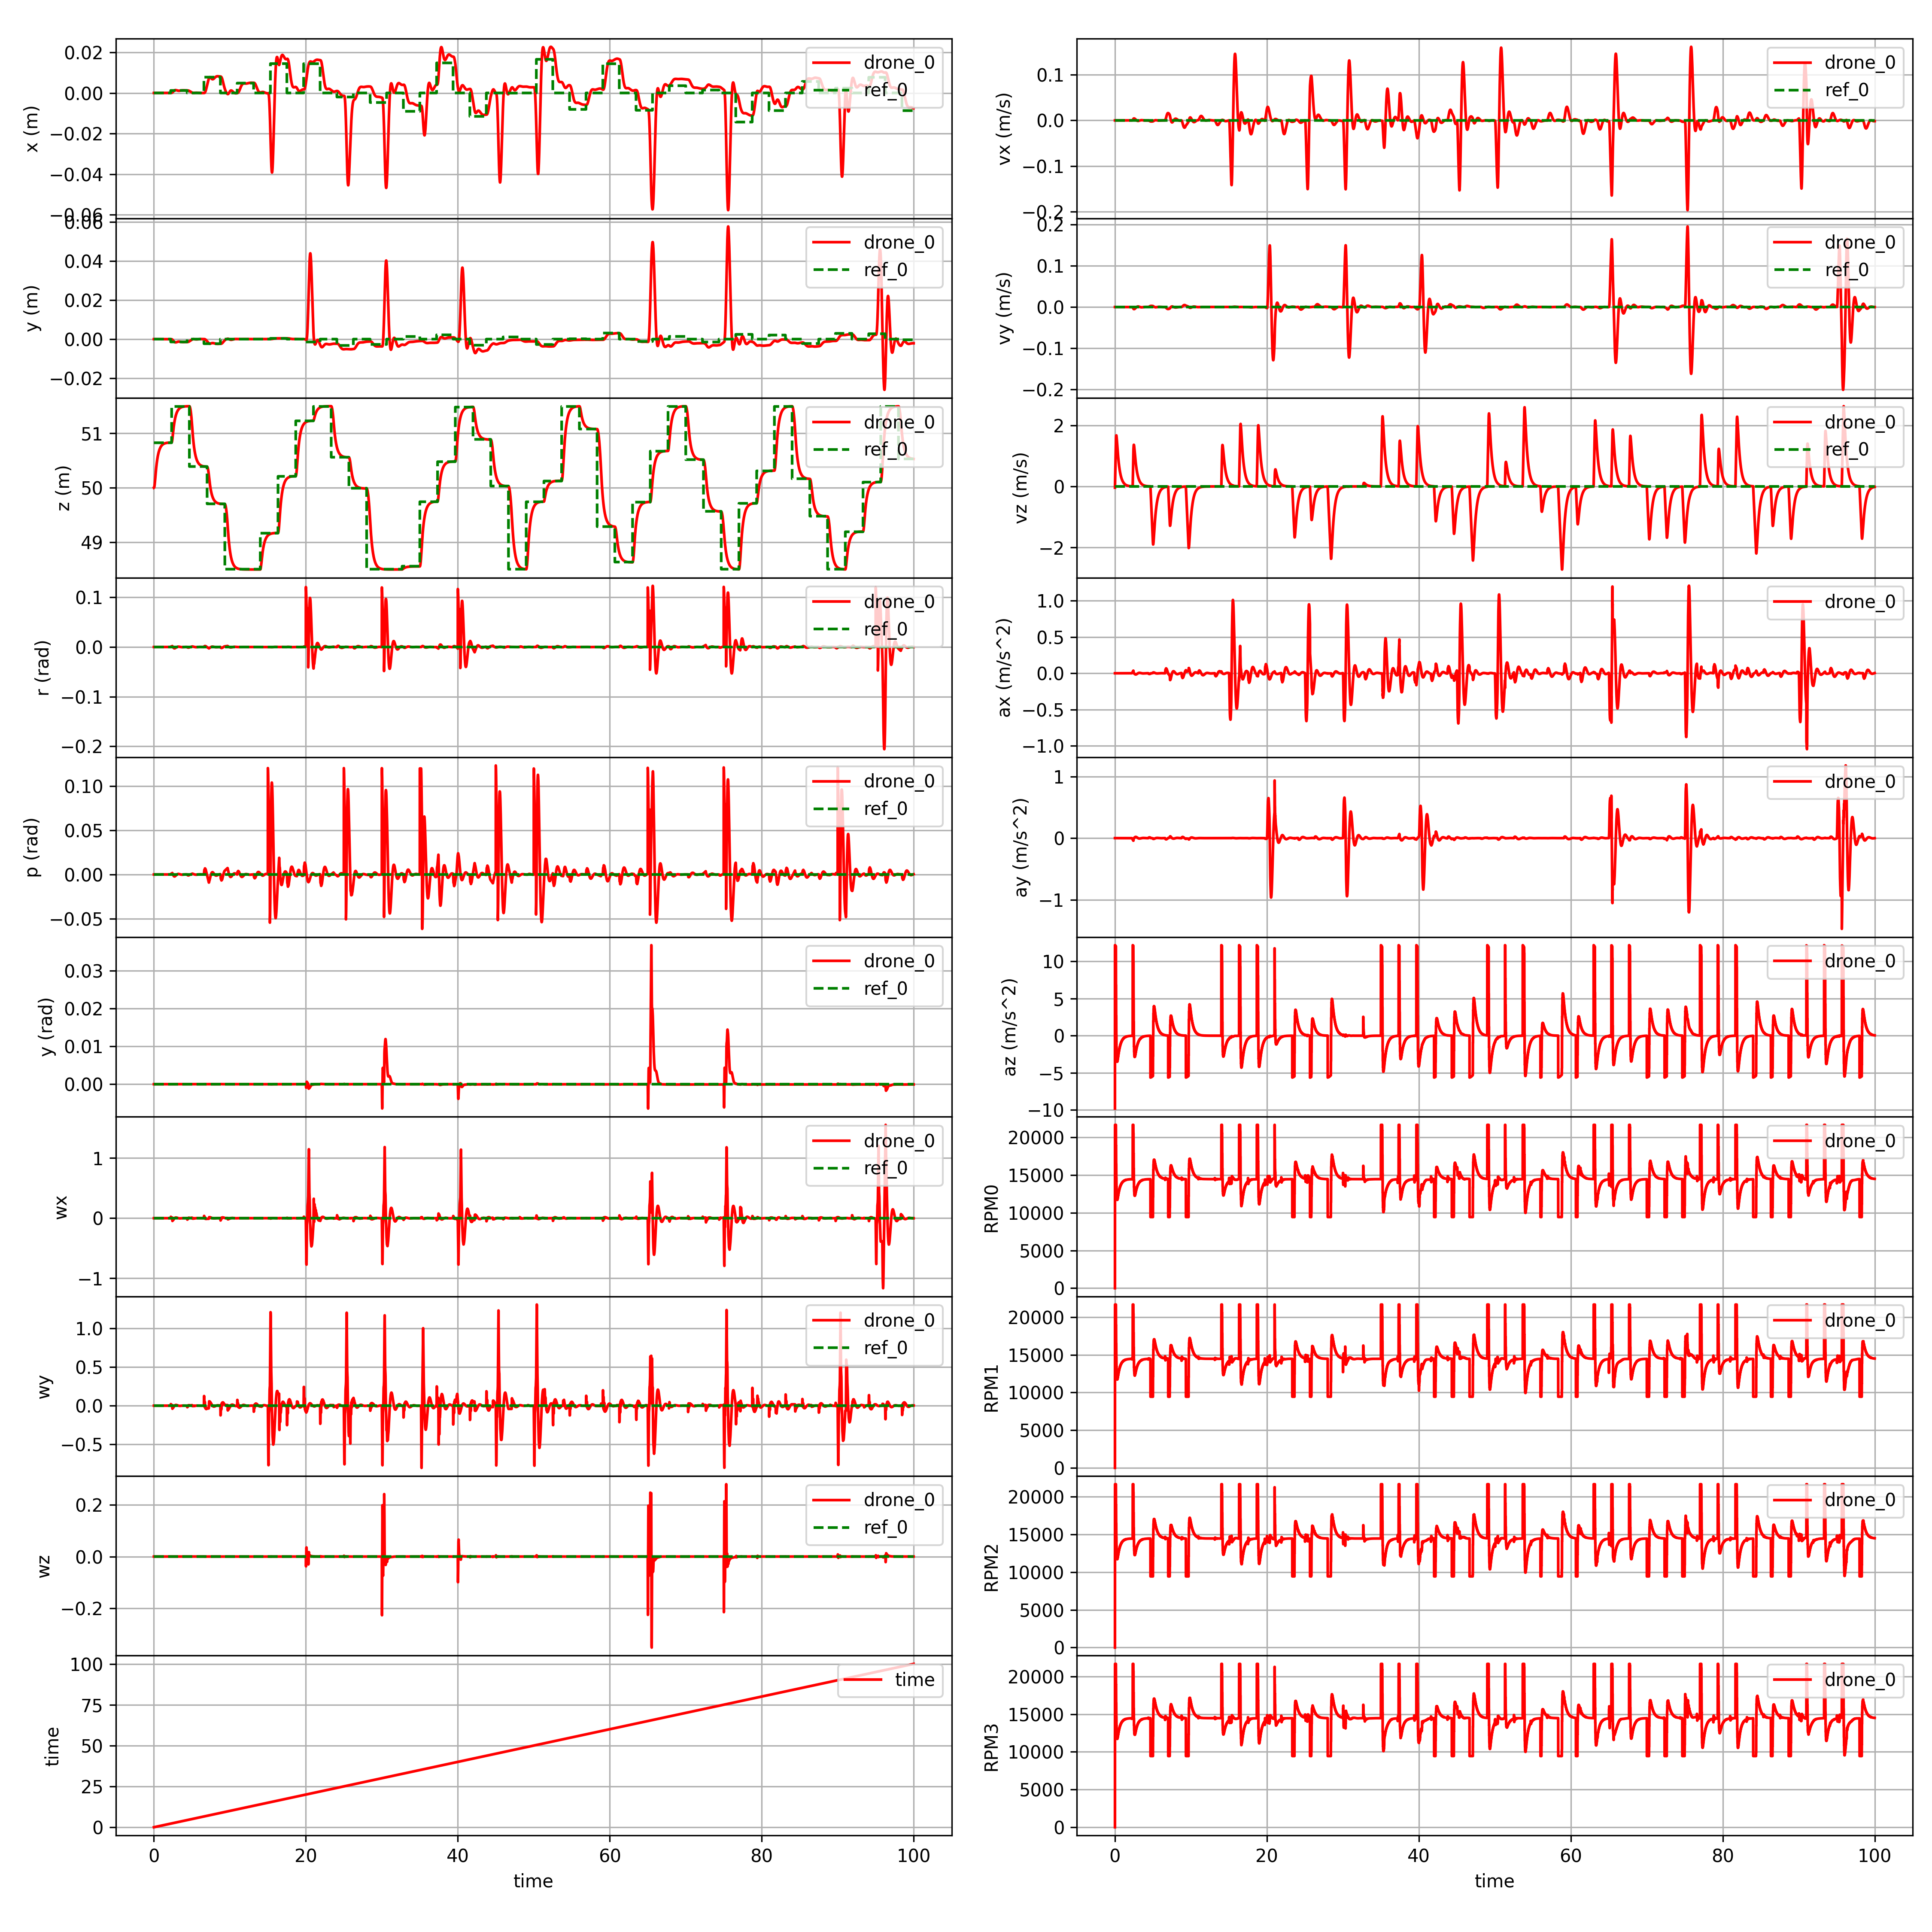 x (m)
0.02
0.00
−0.02
−0.04
−0.06
drone_0
ref_0
y (m)
0.06
0.04
0.02
0.00
−0.02
drone_0
ref_0
z (m)
51
50
49
drone_0
ref_0
r (rad)
0.1
0.0
−0.1
−0.2
drone_0
ref_0
p (rad)
0.10
0.05
0.00
−0.05
drone_0
ref_0
y (rad)
0.03
0.02
0.01
0.00
drone_0
ref_0
wx
1
0
−1
drone_0
ref_0
wy
1.0
0.5
0.0
−0.5
drone_0
ref_0
wz
0.2
0.0
−0.2
drone_0
ref_0
time
100
75
50
25
0
time
0 20 40 60 80 100
time
vx (m/s)
0.1
0.0
−0.1
−0.2
drone_0
ref_0
vy (m/s)
0.2
0.1
0.0
−0.1
−0.2
drone_0
ref_0
vz (m/s)
2
0
−2
drone_0
ref_0
ax (m/s^2)
1.0
0.5
0.0
−0.5
−1.0
drone_0
ay (m/s^2)
1
0
−1
drone_0
az (m/s^2)
10
5
0
−5
−10
drone_0
RPM0
20000
15000
10000
5000
0
drone_0
RPM1
20000
15000
10000
5000
0
drone_0
RPM2
20000
15000
10000
5000
0
drone_0
RPM3
20000
15000
10000
5000
0
drone_0
0 20 40 60 80 100
time